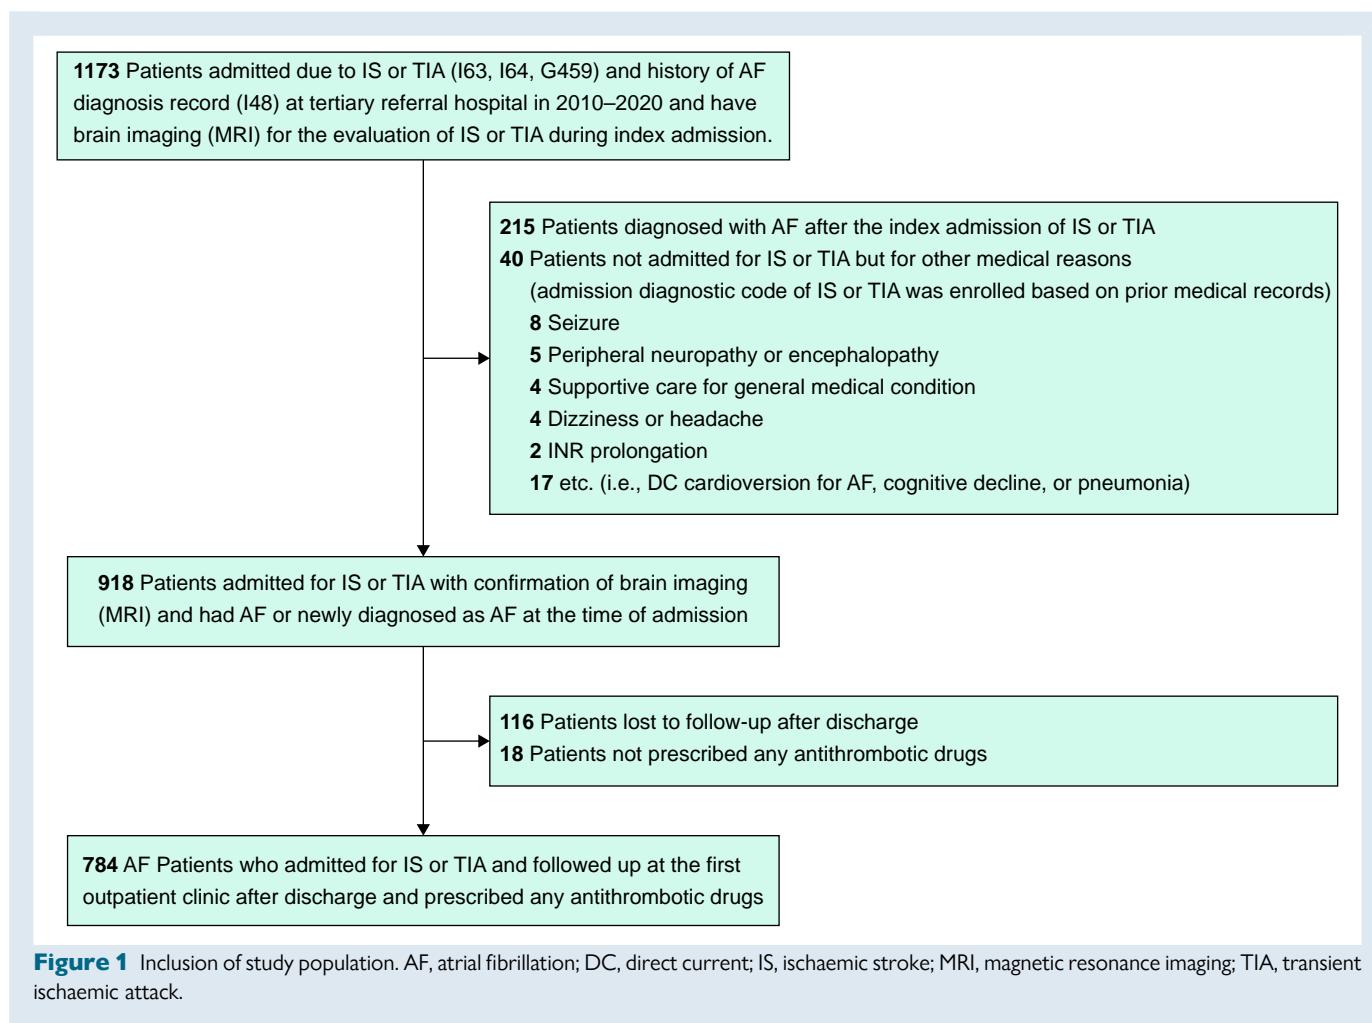 1173 Patients admitted due to IS or TIA (I63, I64, G459) and history of AF
diagnosis record (I48) at tertiary referral hospital in 2010–2020 and have
brain imaging (MRI) for the evaluation of IS or TIA during index admission.
215 Patients diagnosed with AF after the index admission of IS or TIA
40 Patients not admitted for IS or TIA but for other medical reasons
(admission diagnostic code of IS or TIA was enrolled based on prior medical records)
8 Seizure
5 Peripheral neuropathy or encephalopathy
4 Supportive care for general medical condition
4 Dizziness or headache
2 INR prolongation
17 etc. (i.e., DC cardioversion for AF, cognitive decline, or pneumonia)
918 Patients admitted for IS or TIA with confirmation of brain imaging
(MRI) and had AF or newly diagnosed as AF at the time of admission
116 Patients lost to follow-up after discharge
18 Patients not prescribed any antithrombotic drugs
784 AF Patients who admitted for IS or TIA and followed up at the first
outpatient clinic after discharge and prescribed any antithrombotic drugs
Figure 1 Inclusion of study population. AF, atrial fibrillation; DC, direct current; IS, ischaemic stroke; MRI, magnetic resonance imaging; TIA, transient
ischaemic attack.